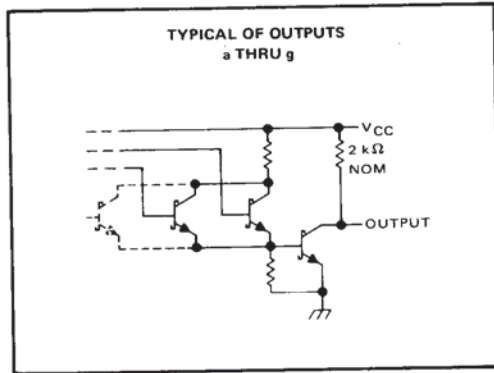 TYPICAL OF OUTPUTS
a THRU g
VCC
2 kΩ
NOM
OUTPUT